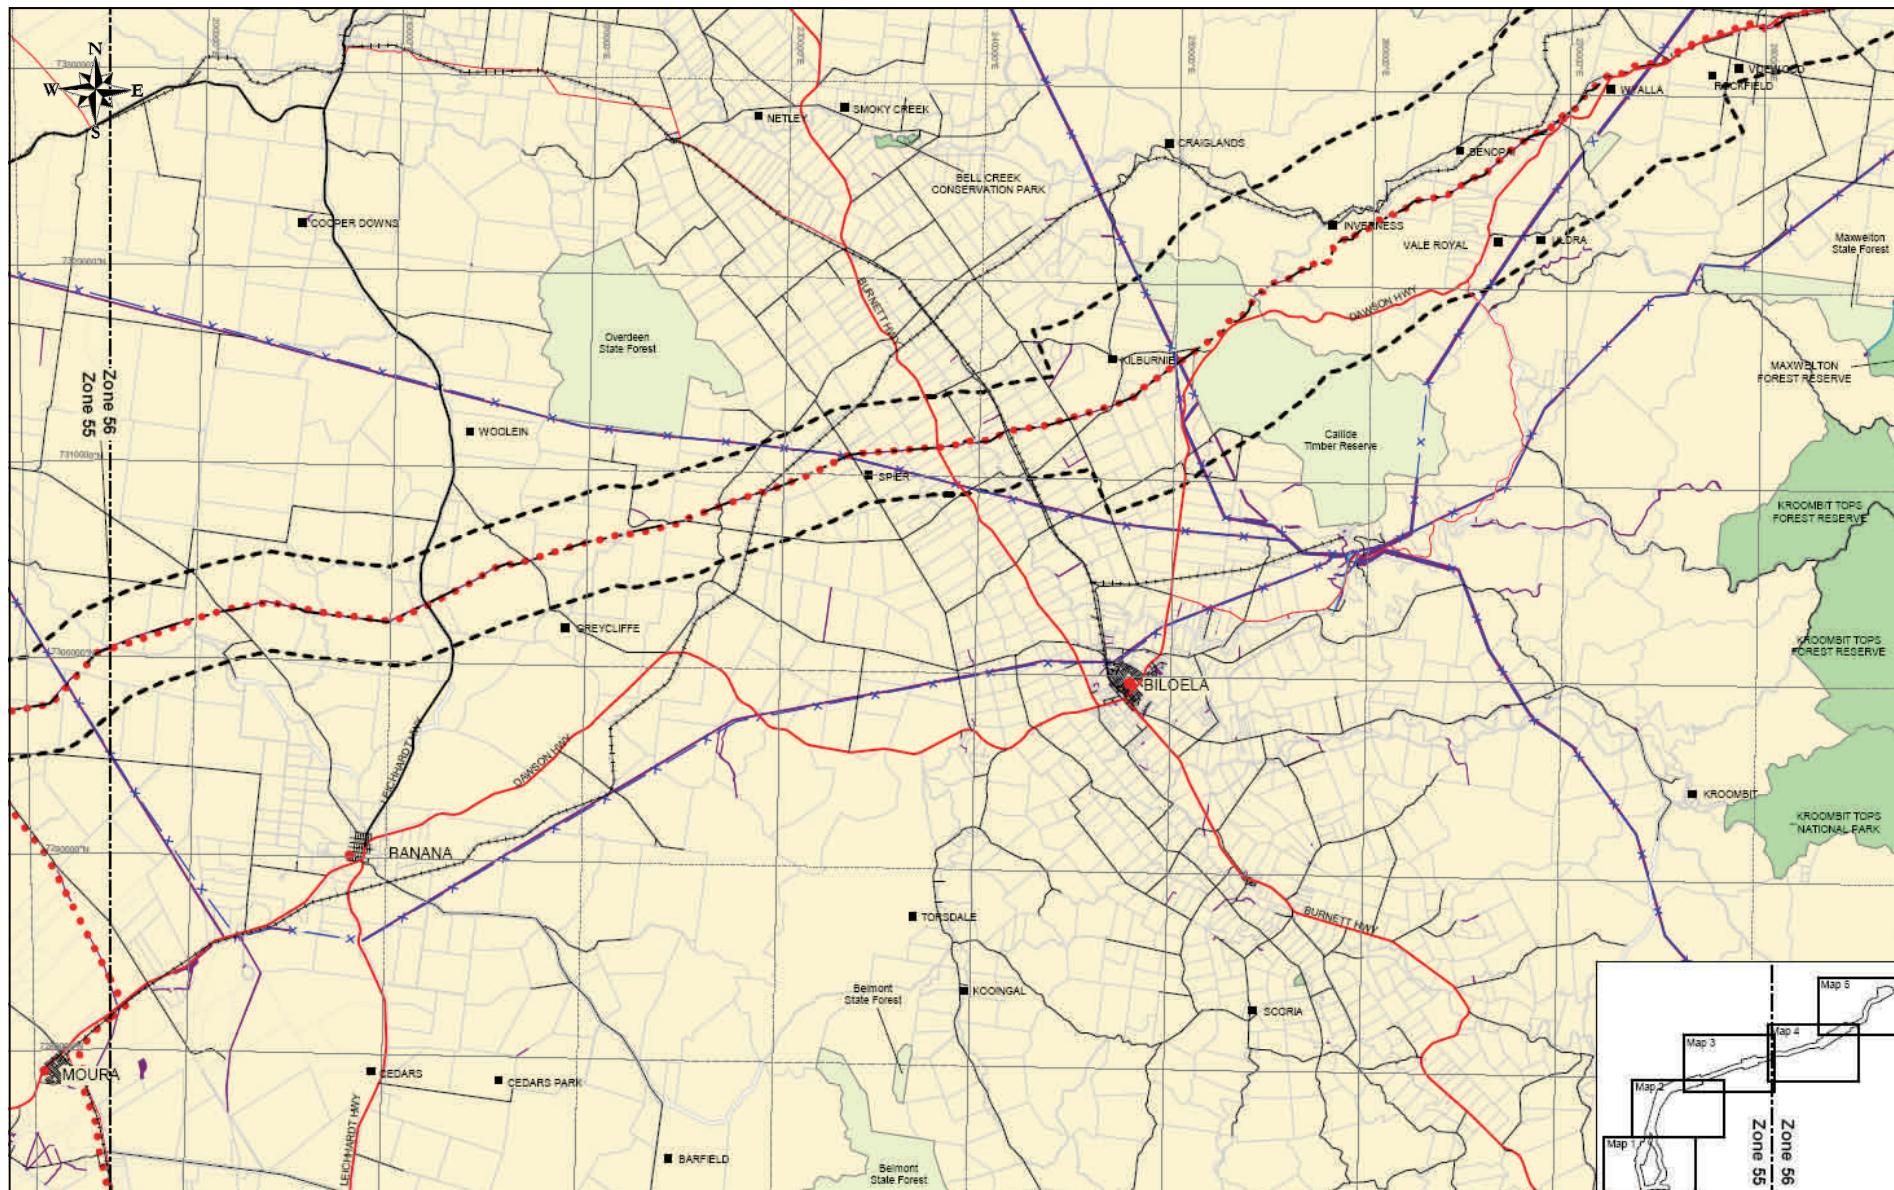 N
W E
S
NETLEY
SMOKY CREEK
BELL CREEK
CONSERVATION PARK
CRAIGLANDS
BENOPAI
WYALLA
ROCKFIELD
COOPER DOWNS
INVERNESS
VALE ROYAL
Maxwelton
State Forest
BURNETT HWY
DAWSON HWY
Overdeen
State Forest
KILBURNIE
MAXWELTON
FOREST RESERVE
Zone 56
Zone 55
WOOLEIN
Callide
Timber Reserve
SPIER
KROOMBIT TOPS
FOREST RESERVE
GREYCLIFFE
KROOMBIT TOPS
FOREST RESERVE
BILOELA
LEICHHARDT HWY
DAWSON HWY
KROOMBIT
KROOMBIT TOPS
NATIONAL PARK
BANANA
TORSDALE
BURNETT HWY
Belmont
State Forest
KOOINGAL
SCORIA
MOURA
CEDARS
CEDARS PARK
LEICHHARDT HWY
BARFIELD
Belmont
State Forest
Map 5
Map 4
Map 3
Map 2
Map 1
Zone 56
Zone 55